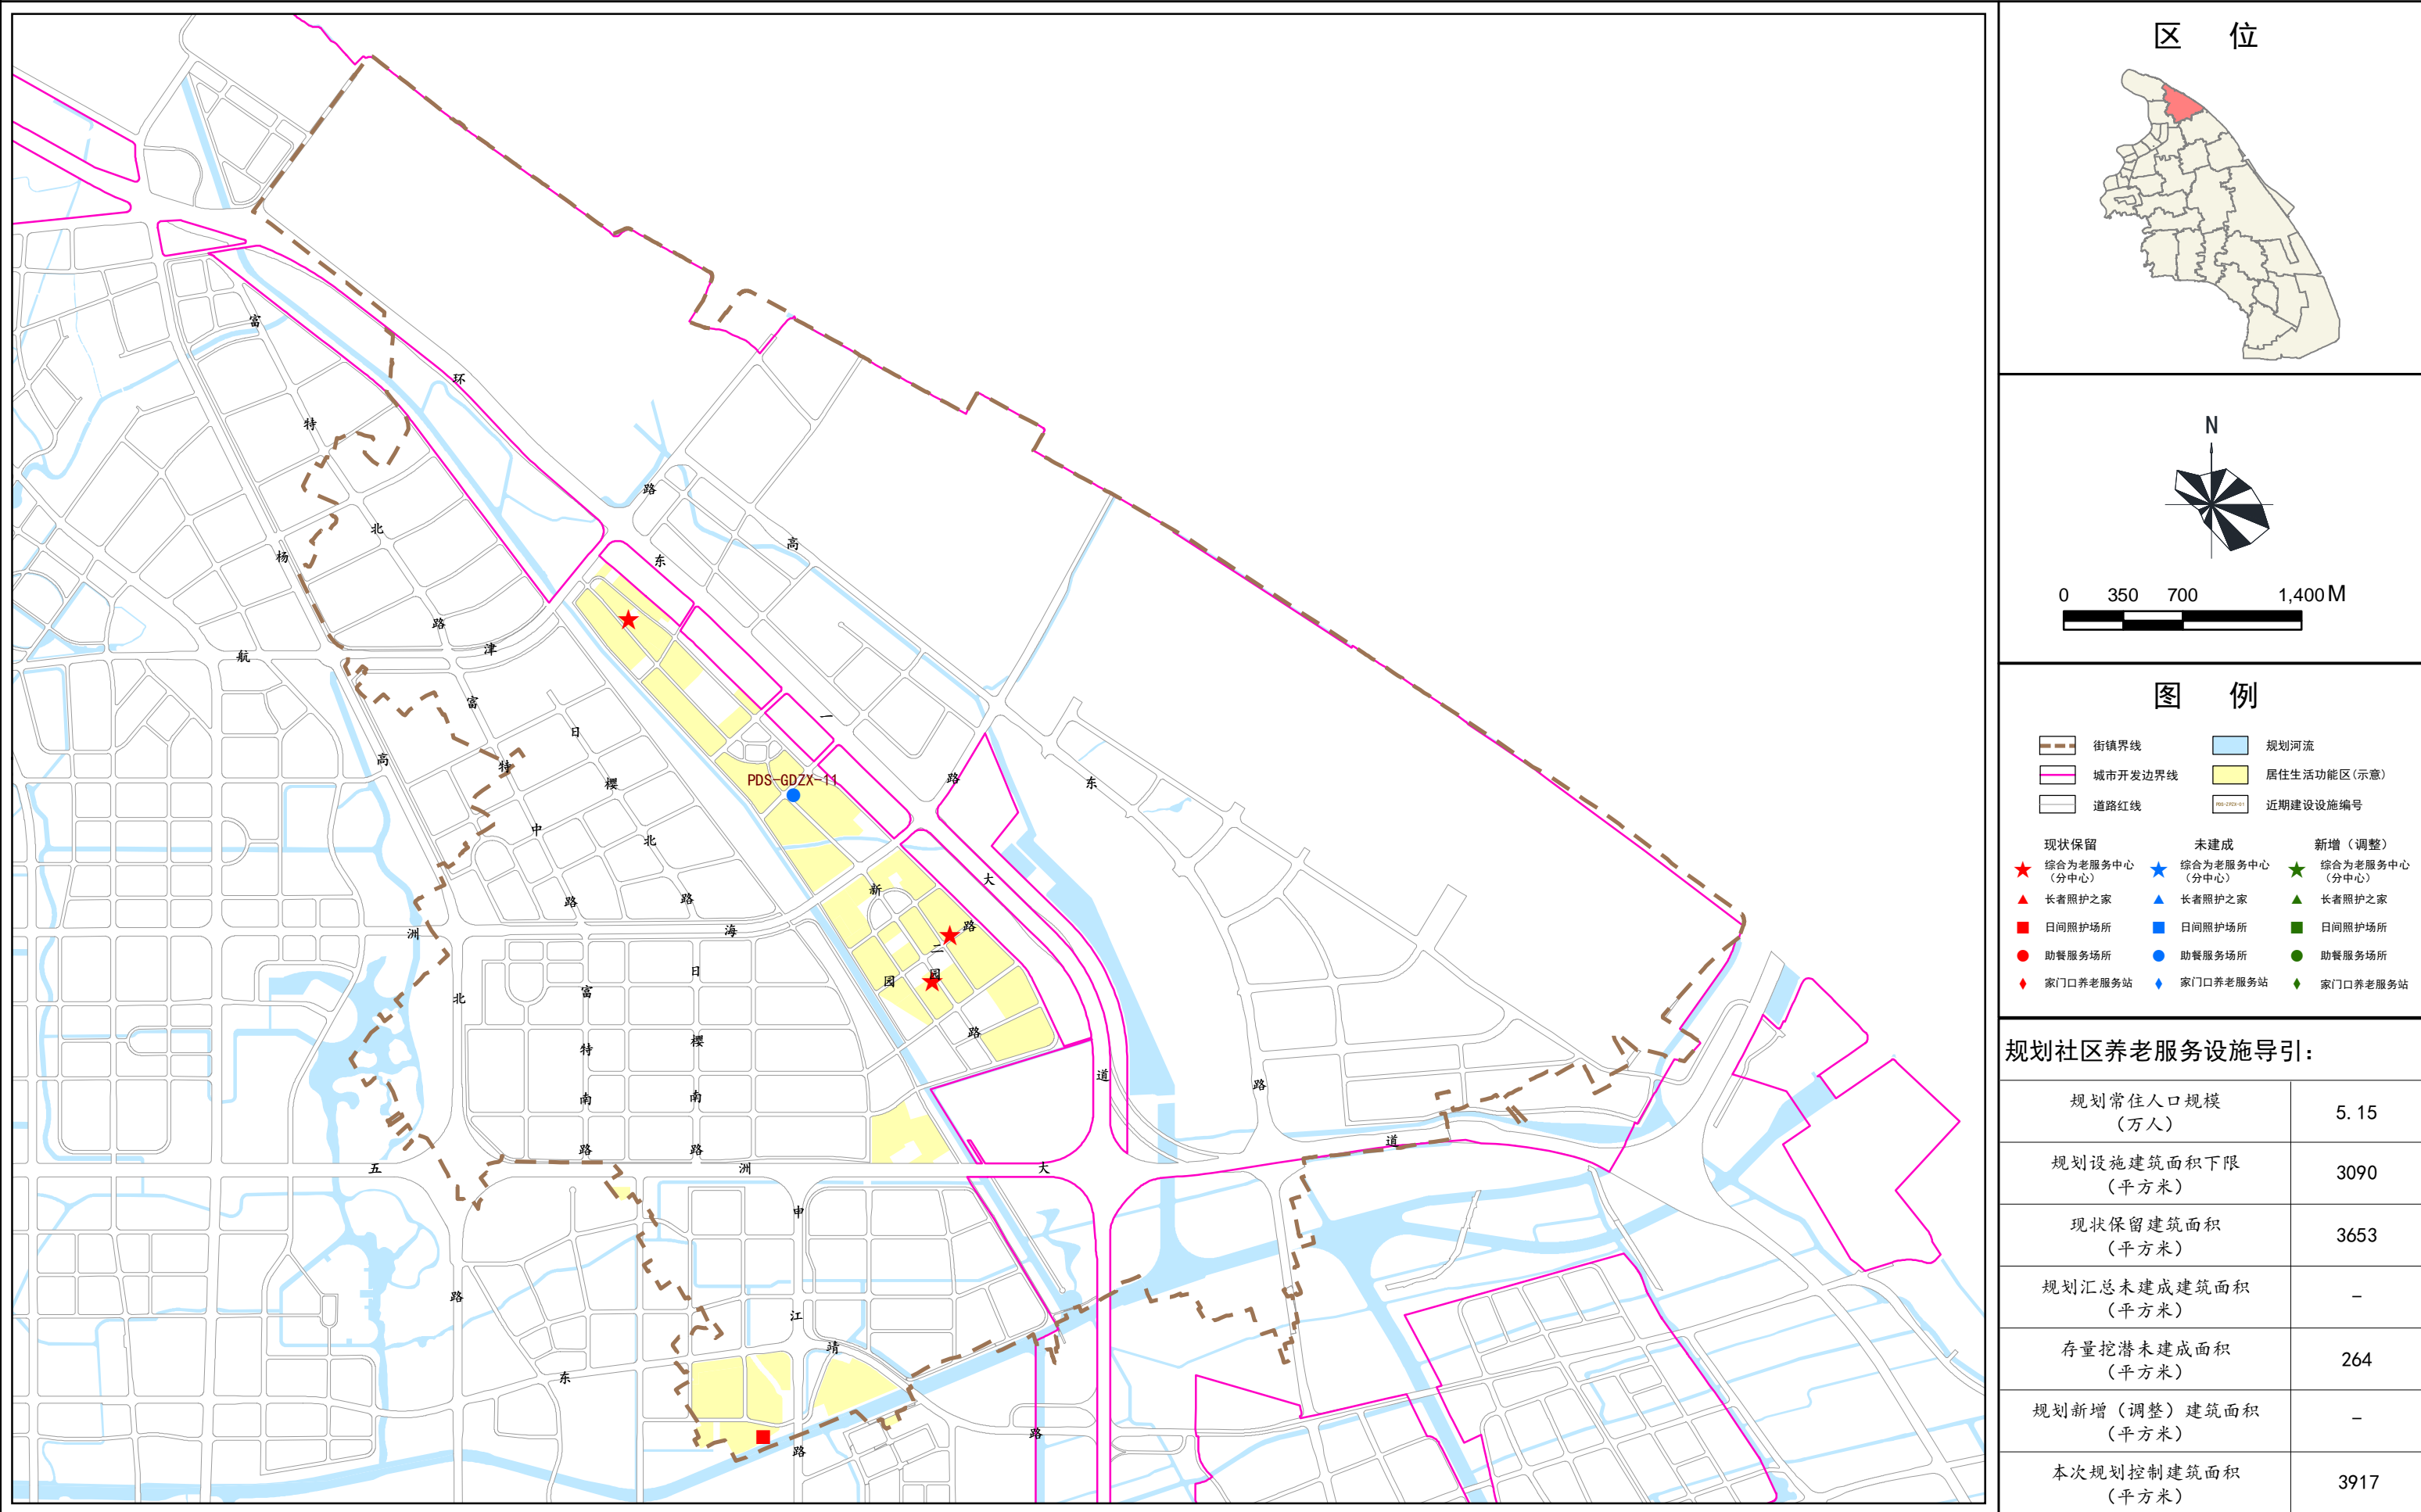 区 位
N
0 350 700 1,400 M
图 例
街镇界线
规划河流
城市开发边界线
居住生活功能区(示意)
道路红线
近期建设设施编号
现状保留
未建成
新增（调整）
综合为老服务中心
（分中心）
综合为老服务中心
（分中心）
综合为老服务中心
（分中心）
长者照护之家
长者照护之家
长者照护之家
日间照护场所
日间照护场所
日间照护场所
助餐服务场所
助餐服务场所
助餐服务场所
家门口养老服务站
家门口养老服务站
家门口养老服务站
规划社区养老服务设施导引：
规划常住人口规模
（万人）
5.15
规划设施建筑面积下限
（平方米）
3090
现状保留建筑面积
（平方米）
3653
规划汇总未建成建筑面积
（平方米）
-
存量挖潜未建成面积
（平方米）
264
规划新增（调整）建筑面积
（平方米）
-
本次规划控制建筑面积
（平方米）
3917
PDS-GDZX-11
富
特
北
路
环
东
一
路
高
东
路
杨
高
北
路
航
津
路
富
特
中
路
日
樱
北
路
洲
海
路
新
园
路
二
园
路
富
特
南
路
日
樱
南
路
五
洲
大
道
大
道
申
江
路
东
靖
路